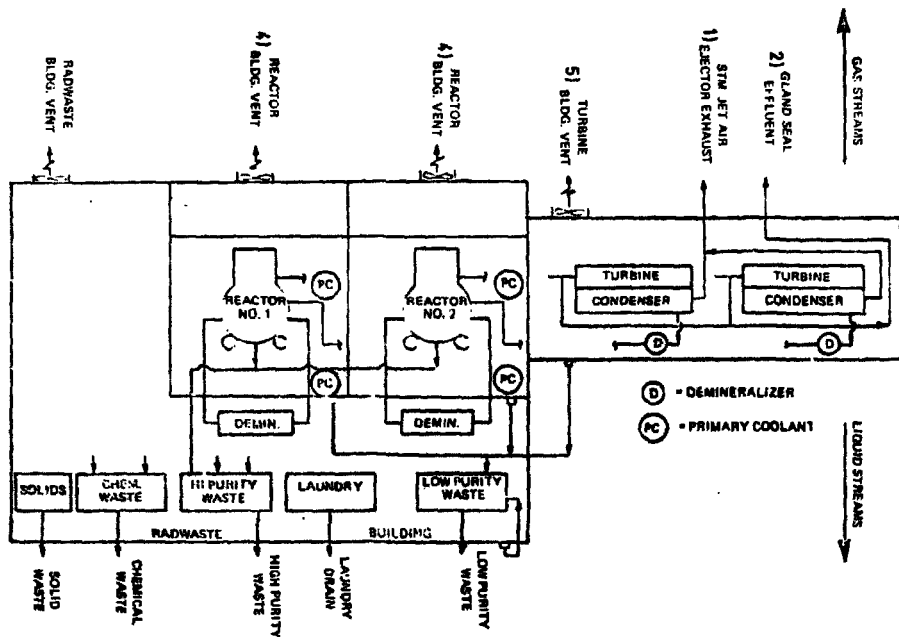 RADWASTE
BLDG. VENT
4) REACTOR
BLDG. VENT
4) REACTOR
BLDG. VENT
5) TURBINE
BLDG. VENT
1) STM JET AIR
EJECTOR EXHAUST
2) GLAND SEAL
EFFLUENT
GAS STREAMS
REACTOR
NO. 1
PC
PC
REACTOR
NO. 2
PC
PC
TURBINE
CONDENSER
D
TURBINE
CONDENSER
D
D = DEMINERALIZER
PC = PRIMARY COOLANT
DEMIN.
DEMIN.
LIQUID STREAMS
SOLIDS
CHEM.
WASTE
HI PURITY
WASTE
LAUNDRY
LOW PURITY
WASTE
RADWASTE BUILDING
SOLID
WASTE
CHEMICAL
WASTE
HIGH PURITY
WASTE
LAUNDRY
DRAIN
LOW PURITY
WASTE